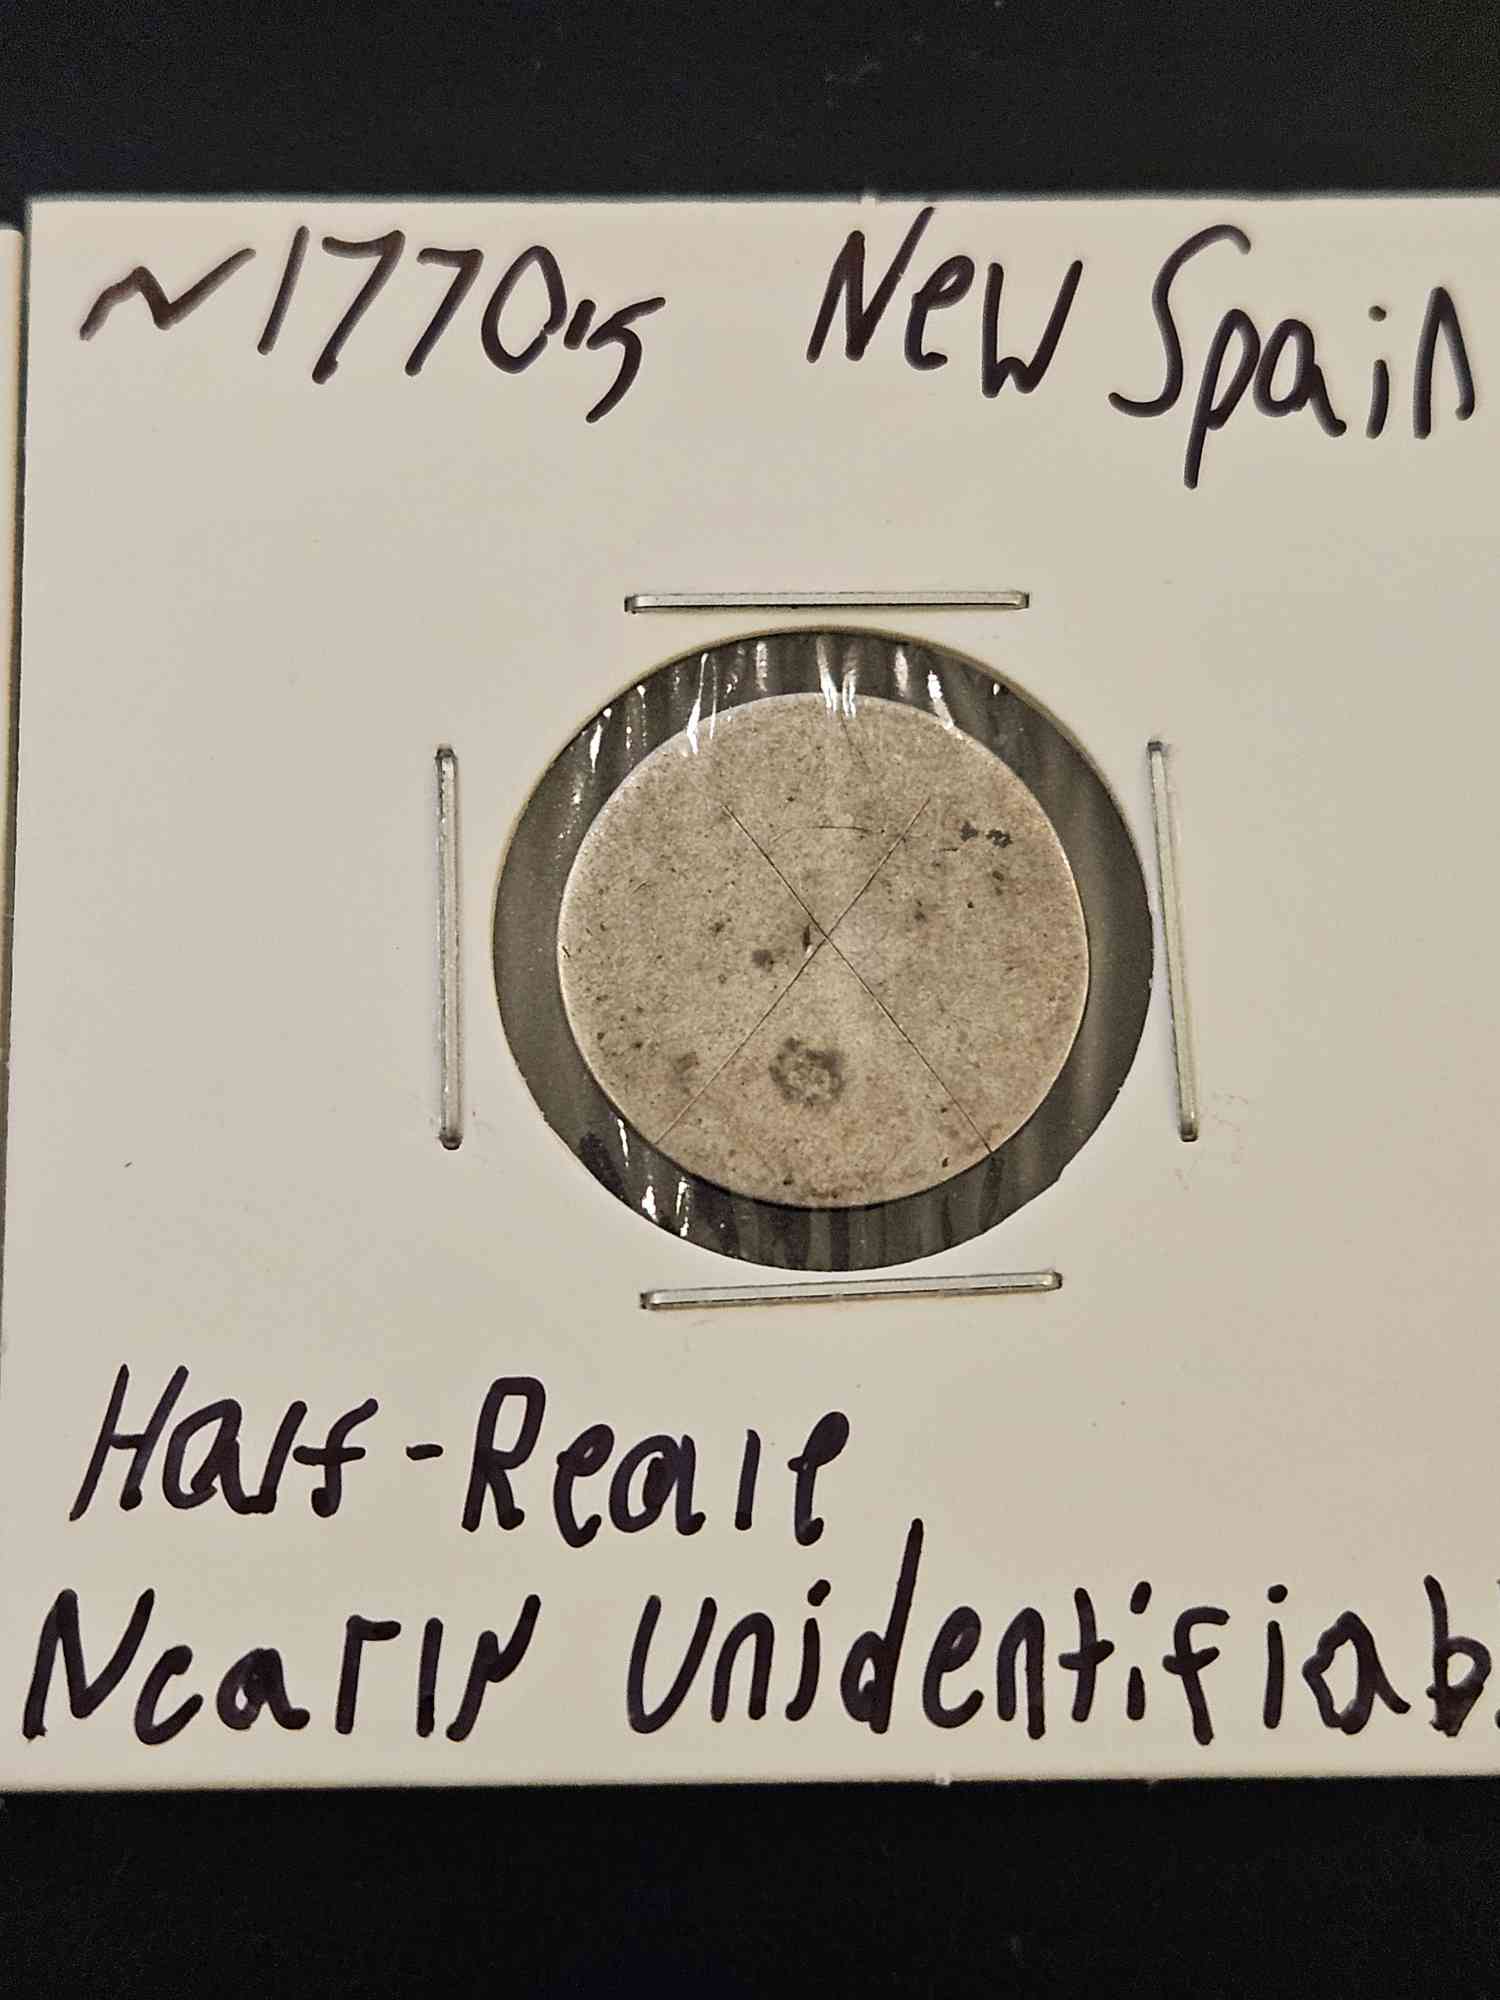 ~1770's New Spain
Half-Reale
Nearly Unidentifiab